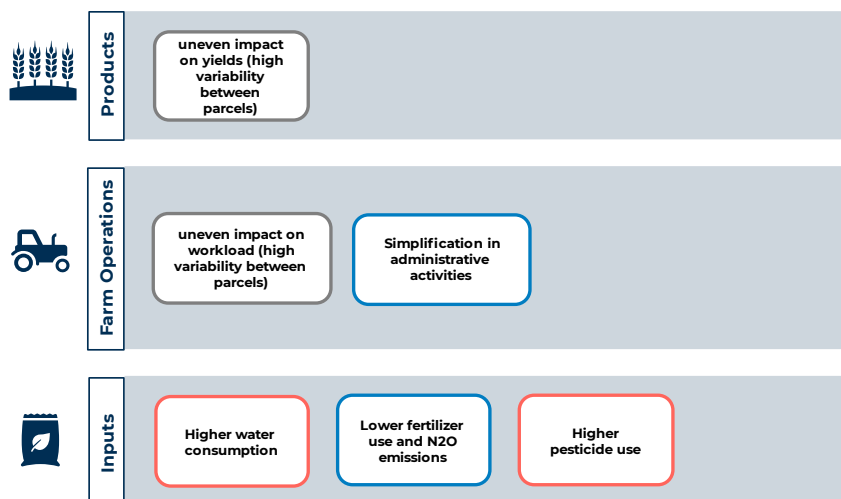 Products
uneven impact
on yields (high
variability
between
parcels)
Farm Operations
uneven impact on
workload (high
variability between
parcels)
Simplification in
administrative
activities
Inputs
Higher water
consumption
Lower fertilizer
use and N2O
emissions
Higher
pesticide use